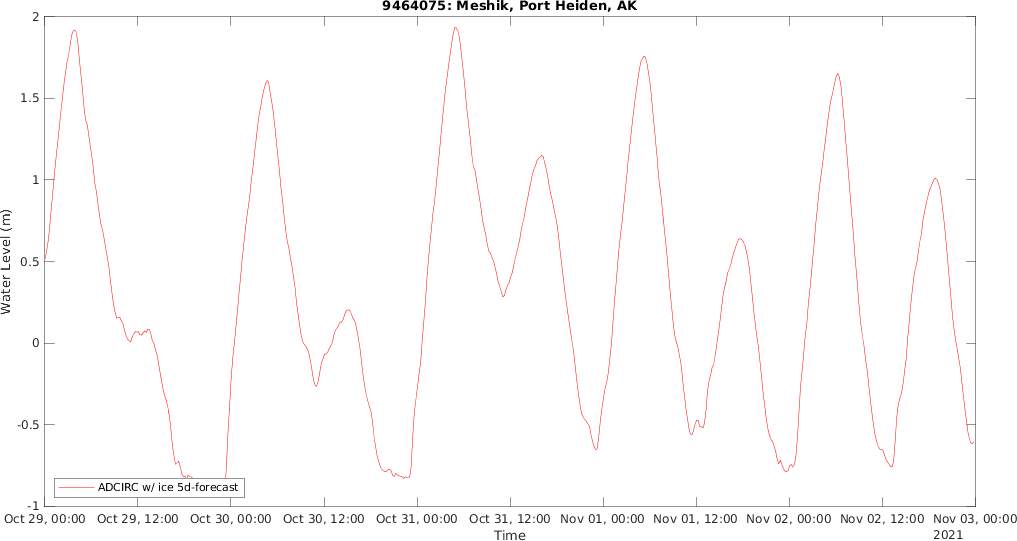 9464075: Meshik, Port Heiden, AK
2
1.5
1
0.5
0
-0.5
-1
Water Level (m)
ADCIRC w/ ice 5d-forecast
Oct 29, 00:00 Oct 29, 12:00 Oct 30, 00:00 Oct 30, 12:00 Oct 31, 00:00 Oct 31, 12:00 Nov 01, 00:00 Nov 01, 12:00 Nov 02, 00:00 Nov 02, 12:00 Nov 03, 00:00
Time
2021